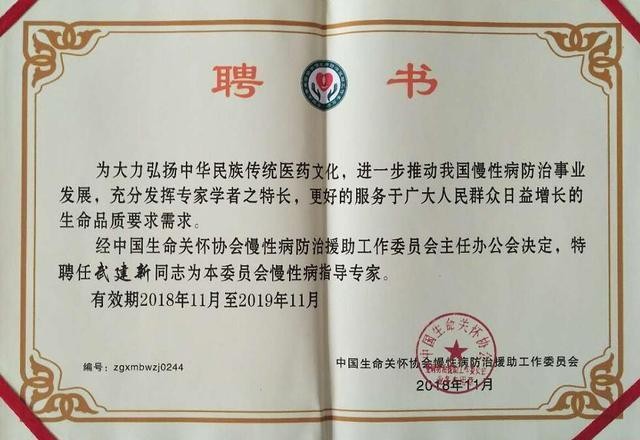 聘书
为大力弘扬中华民族传统医药文化，进一步推动我国慢性病防治事业
发展，充分发挥专家学者之特长，更好的服务于广大人民群众日益增长的
生命品质要求需求。
经中国生命关怀协会慢性病防治援助工作委员会主任办公会决定，特
聘任武建新同志为本委员会慢性病指导专家。
有效期2018年11月至2019年11月
编号：zgxmbwzj0244
中国生命关怀协会慢性病防治援助工作委员会
2018年11月
中国生命关怀协会